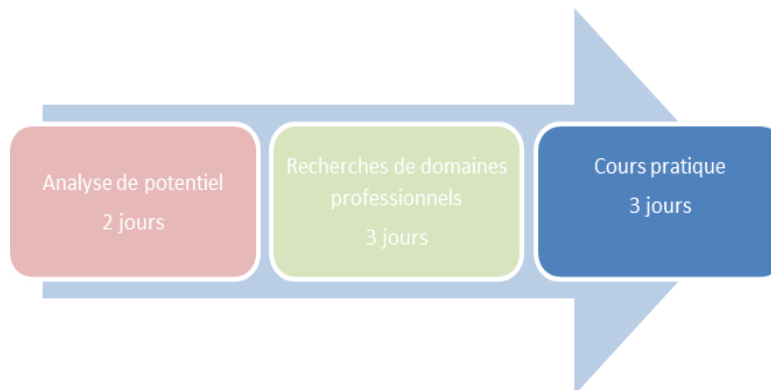 Analyse de potentiel
2 jours
Recherches de domaines
professionnels
3 jours
Cours pratique
3 jours